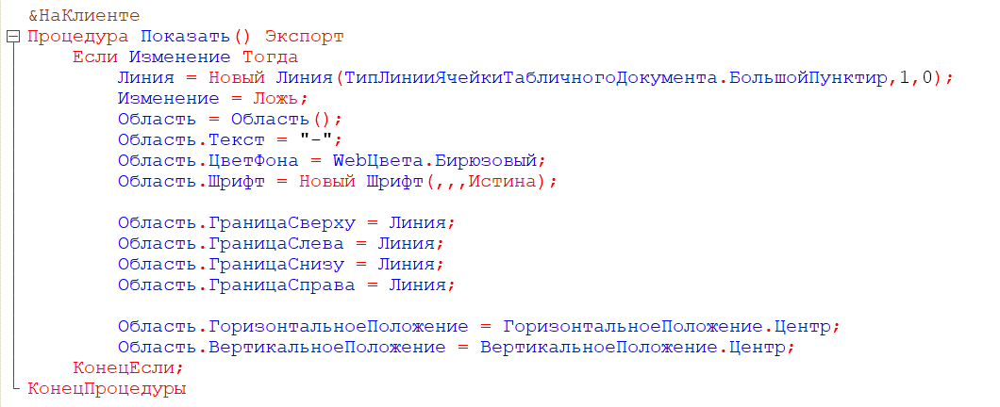 &НаКлиенте
Процедура Показать() Экспорт
Если Изменение Тогда
Линия = Новый Линия(ТипЛинииЯчейкиТабличногоДокумента.БольшойПунктир,1,0);
Изменение = Ложь;
Область = Область();
Область.Текст = "-";
Область.ЦветФона = WebЦвета.Бирюзовый;
Область.Шрифт = Новый Шрифт(,,,Истина);
Область.ГраницаСверху = Линия;
Область.ГраницаСлева = Линия;
Область.ГраницаСнизу = Линия;
Область.ГраницаСправа = Линия;
Область.ГоризонтальноеПоложение = ГоризонтальноеПоложение.Центр;
Область.ВертикальноеПоложение = ВертикальноеПоложение.Центр;
КонецЕсли;
КонецПроцедуры